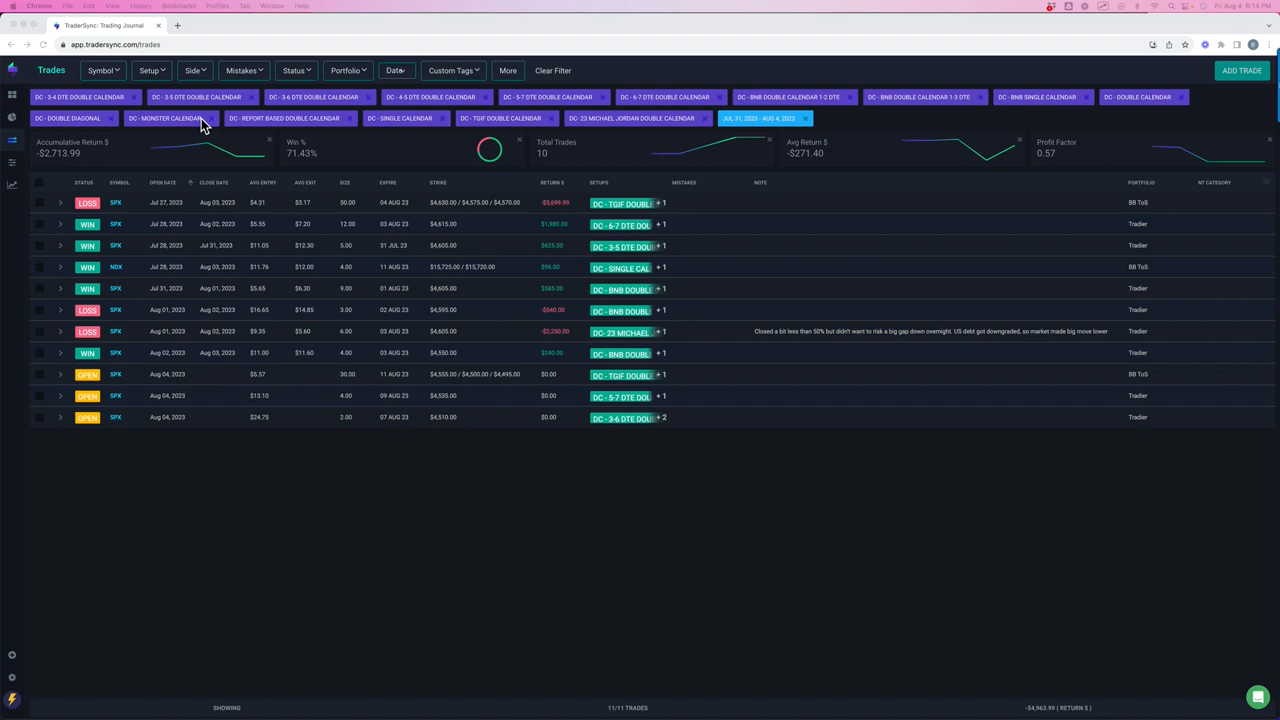 Chrome File Edit View History Bookmarks Profiles Tab Window Help Fri Aug 4 6:16 PM
TraderSync: Trading Journal
app.tradersync.com/trades
Trades Symbol Setup Side Mistakes Status Portfolio Date Custom Tags More Clear Filter ADD TRADE
DC - 3-4 DTE DOUBLE CALENDAR DC - 3-5 DTE DOUBLE CALENDAR DC - 3-6 DTE DOUBLE CALENDAR DC - 4-5 DTE DOUBLE CALENDAR DC - 5-7 DTE DOUBLE CALENDAR DC - 6-7 DTE DOUBLE CALENDAR DC - BNB DOUBLE CALENDAR 1-2 DTE DC - BNB DOUBLE CALENDAR 1-3 DTE DC - BNB SINGLE CALENDAR DC - DOUBLE CALENDAR
DC - DOUBLE DIAGONAL DC - MONSTER CALENDAR DC - REPORT BASED DOUBLE CALENDAR DC - SINGLE CALENDAR DC - TGIF DOUBLE CALENDAR DC- 23 MICHAEL JORDAN DOUBLE CALENDAR JUL 31, 2023 - AUG 4, 2023
Accumulative Return $ Win % Total Trades Avg Return $ Profit Factor
-$2,713.99 71.43% 10 -$271.40 0.57
STATUS SYMBOL OPEN DATE CLOSE DATE AVG ENTRY AVG EXIT SIZE EXPIRE STRIKE RETURN $ SETUPS MISTAKES NOTE PORTFOLIO NT CATEGORY
LOSS SPX Jul 27, 2023 Aug 03, 2023 $4.31 $3.17 50.00 04 AUG 23 $4,630.00 / $4,575.00 / $4,570.00 -$5,699.99 DC - TGIF DOUBLE + 1 BB ToS
WIN SPX Jul 28, 2023 Aug 02, 2023 $5.55 $7.20 12.00 03 AUG 23 $4,615.00 $1,980.00 DC - 6-7 DTE DOU + 1 Tradier
WIN SPX Jul 28, 2023 Jul 31, 2023 $11.05 $12.30 5.00 31 JUL 23 $4,605.00 $625.00 DC - 3-5 DTE DOU + 1 Tradier
WIN NDX Jul 28, 2023 Aug 03, 2023 $11.76 $12.00 4.00 11 AUG 23 $15,725.00 / $15,720.00 $96.00 DC - SINGLE CAL + 1 BB ToS
WIN SPX Jul 31, 2023 Aug 01, 2023 $5.65 $6.30 9.00 01 AUG 23 $4,605.00 $585.00 DC - BNB DOUBL + 1 Tradier
LOSS SPX Aug 01, 2023 Aug 02, 2023 $16.65 $14.85 3.00 02 AUG 23 $4,595.00 -$540.00 DC - BNB DOUBL + 1 Tradier
LOSS SPX Aug 01, 2023 Aug 02, 2023 $9.35 $5.60 6.00 03 AUG 23 $4,605.00 -$2,250.00 DC- 23 MICHAEL + 1 Closed a bit less than 50% but didn't want to risk a big gap down overnight. US debt got downgraded, so market made big move lower Tradier
WIN SPX Aug 02, 2023 Aug 03, 2023 $11.00 $11.60 4.00 03 AUG 23 $4,550.00 $240.00 DC - BNB DOUBL + 1 Tradier
OPEN SPX Aug 04, 2023 $5.57 30.00 11 AUG 23 $4,555.00 / $4,500.00 / $4,495.00 $0.00 DC - TGIF DOUBL + 1 BB ToS
OPEN SPX Aug 04, 2023 $13.10 4.00 09 AUG 23 $4,535.00 $0.00 DC - 5-7 DTE DOU + 1 Tradier
OPEN SPX Aug 04, 2023 $24.75 2.00 07 AUG 23 $4,510.00 $0.00 DC - 3-6 DTE DOU + 2 Tradier
SHOWING 11/11 TRADES -$4,963.99 ( RETURN $ )